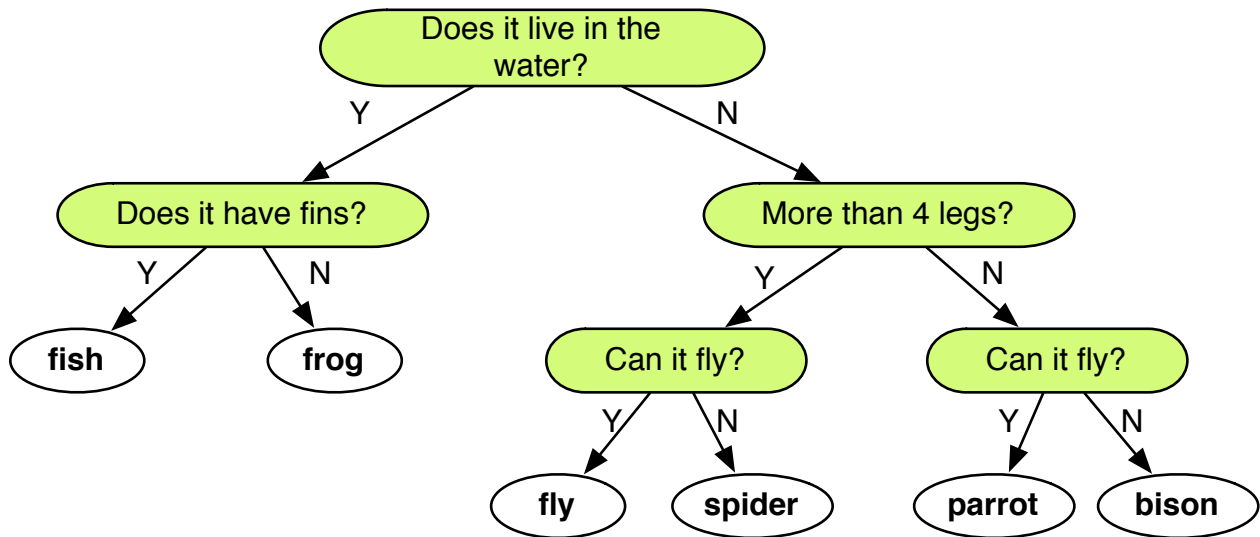 Does it live in the
water?
Y
N
Does it have fins?
More than 4 legs?
Y
N
Y
N
fish
frog
Can it fly?
Can it fly?
Y
N
Y
N
fly
spider
parrot
bison